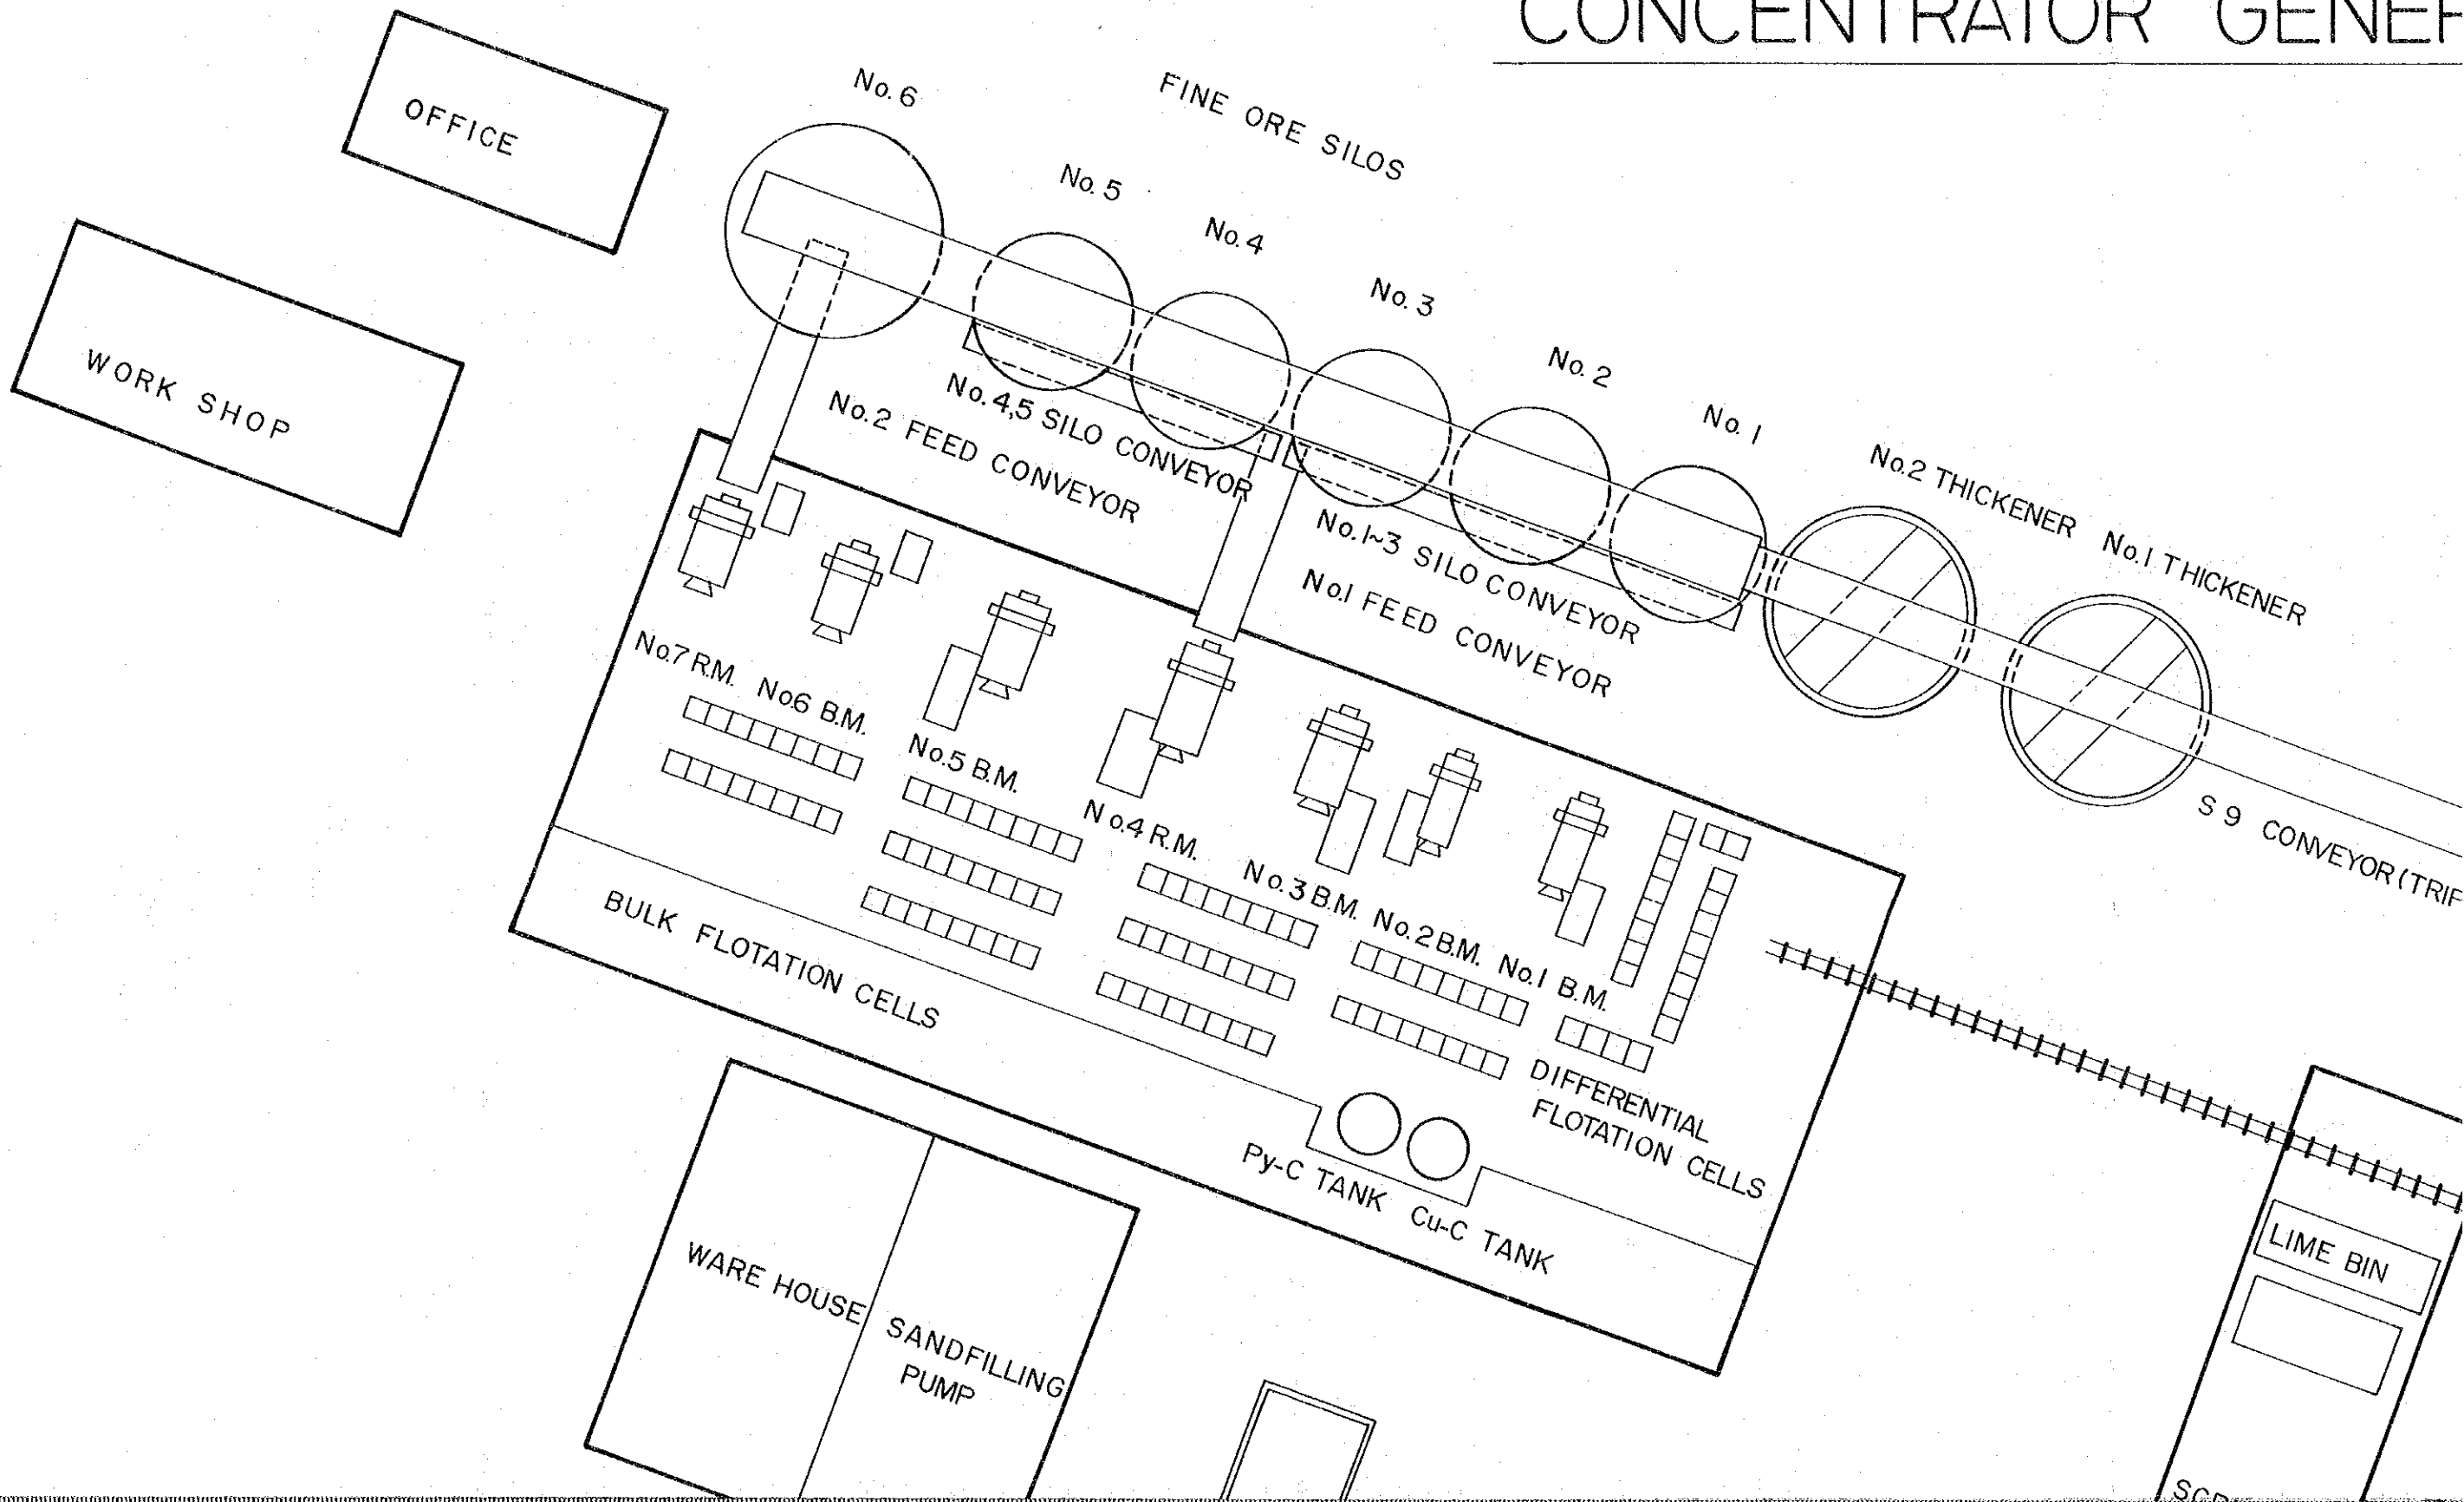 CONCENTRATOR
OFFICE
No. 6
FINE ORE SILOS
No. 5
No. 4
No. 3
No. 2
No. 1
WORK SHOP
No. 4,5 SILO CONVEYOR
No. 2 FEED CONVEYOR
No. 1~3 SILO CONVEYOR
No. 1 FEED CONVEYOR
No. 2 THICKENER
No. 1 THICKENER
S 9 CONVEYOR (
No. 7 R.M.
No. 6 B.M.
No. 5 B.M.
No. 4 R.M.
No. 3 B.M.
No. 2 B.M.
No. 1 B.M.
BULK FLOTATION CELLS
DIFFERENTIAL
FLOTATION CELLS
Py-C TANK
Cu-C TANK
WARE HOUSE
SANDFILLING
PUMP
LIME BIN